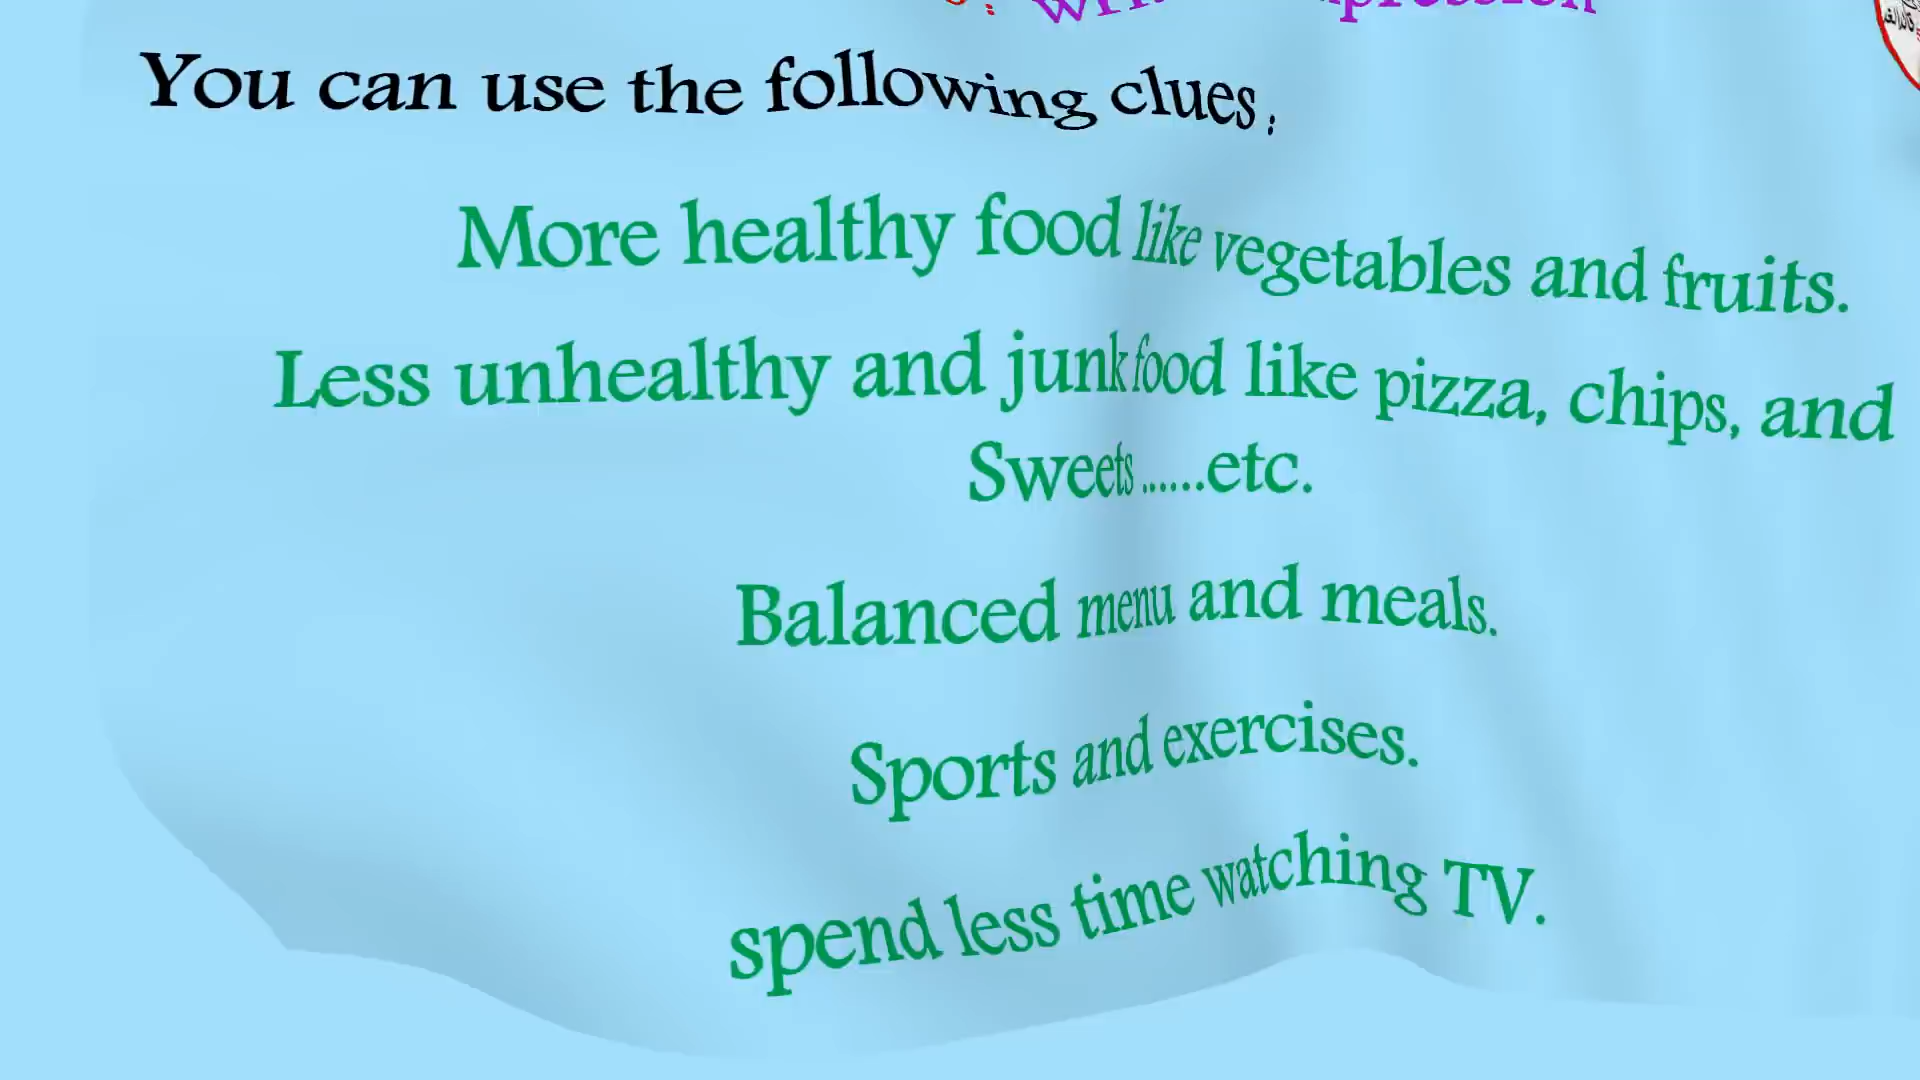 You can use the following clues:
More healthy food like vegetables and fruits.
Less unhealthy and junk food like pizza, chips, and
Sweets......etc.
Balanced menu and meals.
Sports and exercises.
spend less time watching TV.